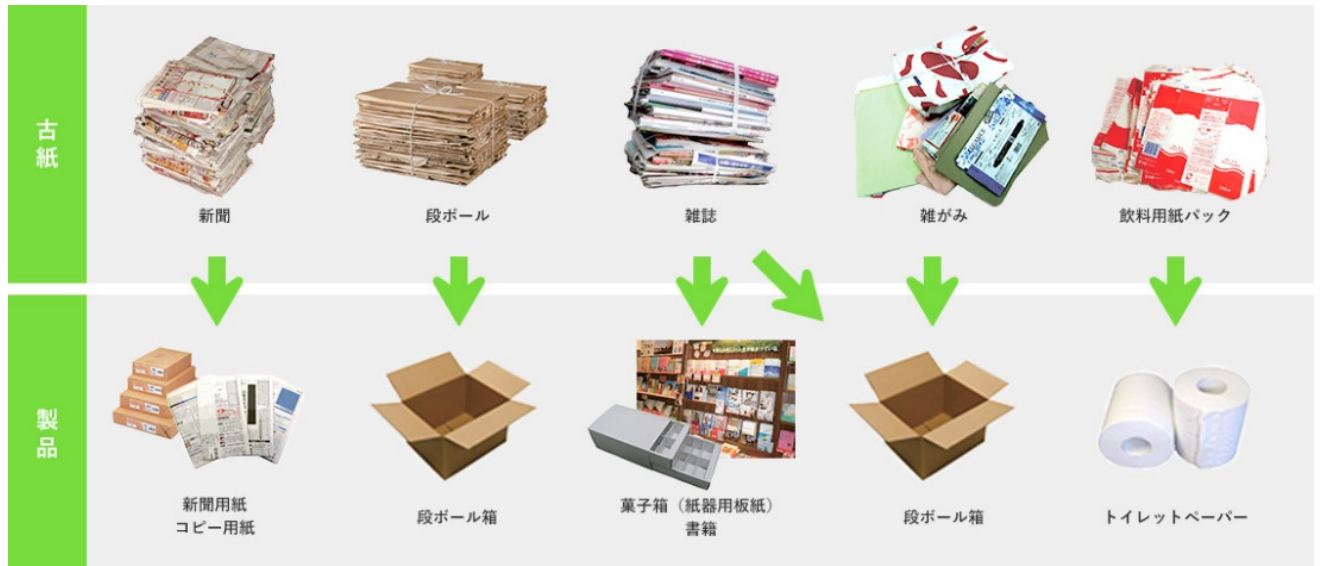 古紙
新聞
段ボール
雑誌
雑がみ
飲料用紙パック
製品
新聞用紙
コピー用紙
段ボール箱
菓子箱（紙器用板紙）
書籍
段ボール箱
トイレットペーパー